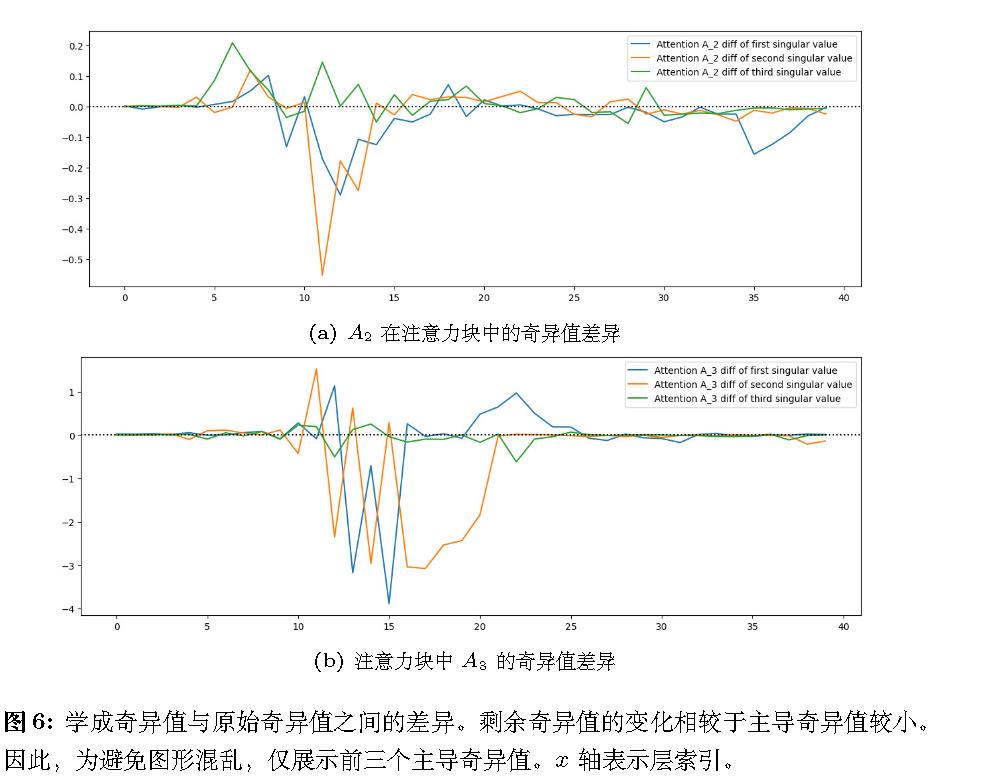 Attention A_2 diff of first singular value
Attention A_2 diff of second singular value
Attention A_2 diff of third singular value
0.2
0.1
0.0
−0.1
−0.2
−0.3
−0.4
−0.5
0 5 10 15 20 25 30 35 40
(a) A₂ 在注意力块中的奇异值差异
Attention A_3 diff of first singular value
Attention A_3 diff of second singular value
Attention A_3 diff of third singular value
1
0
−1
−2
−3
−4
0 5 10 15 20 25 30 35 40
(b) 注意力块中 A₃ 的奇异值差异
图 6: 学成奇异值与原始奇异值之间的差异。剩余奇异值的变化相较于主导奇异值较小。
因此，为避免图形混乱，仅展示前三个主导奇异值。x 轴表示层索引。